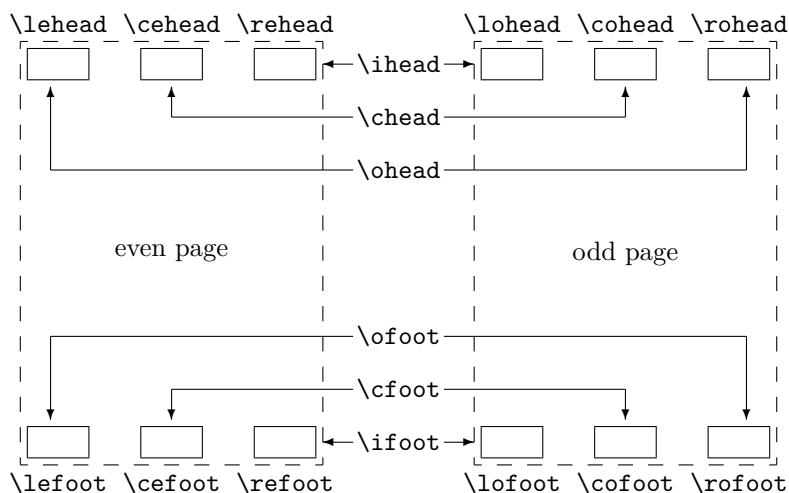 \lehead \cehead \rehead \lohead \cohead \rohead
\ihead
\chead
\ohead
even page odd page
\ofoot
\cfoot
\ifoot
\lefoot \cefoot \refoot \lofoot \cofoot \rofoot